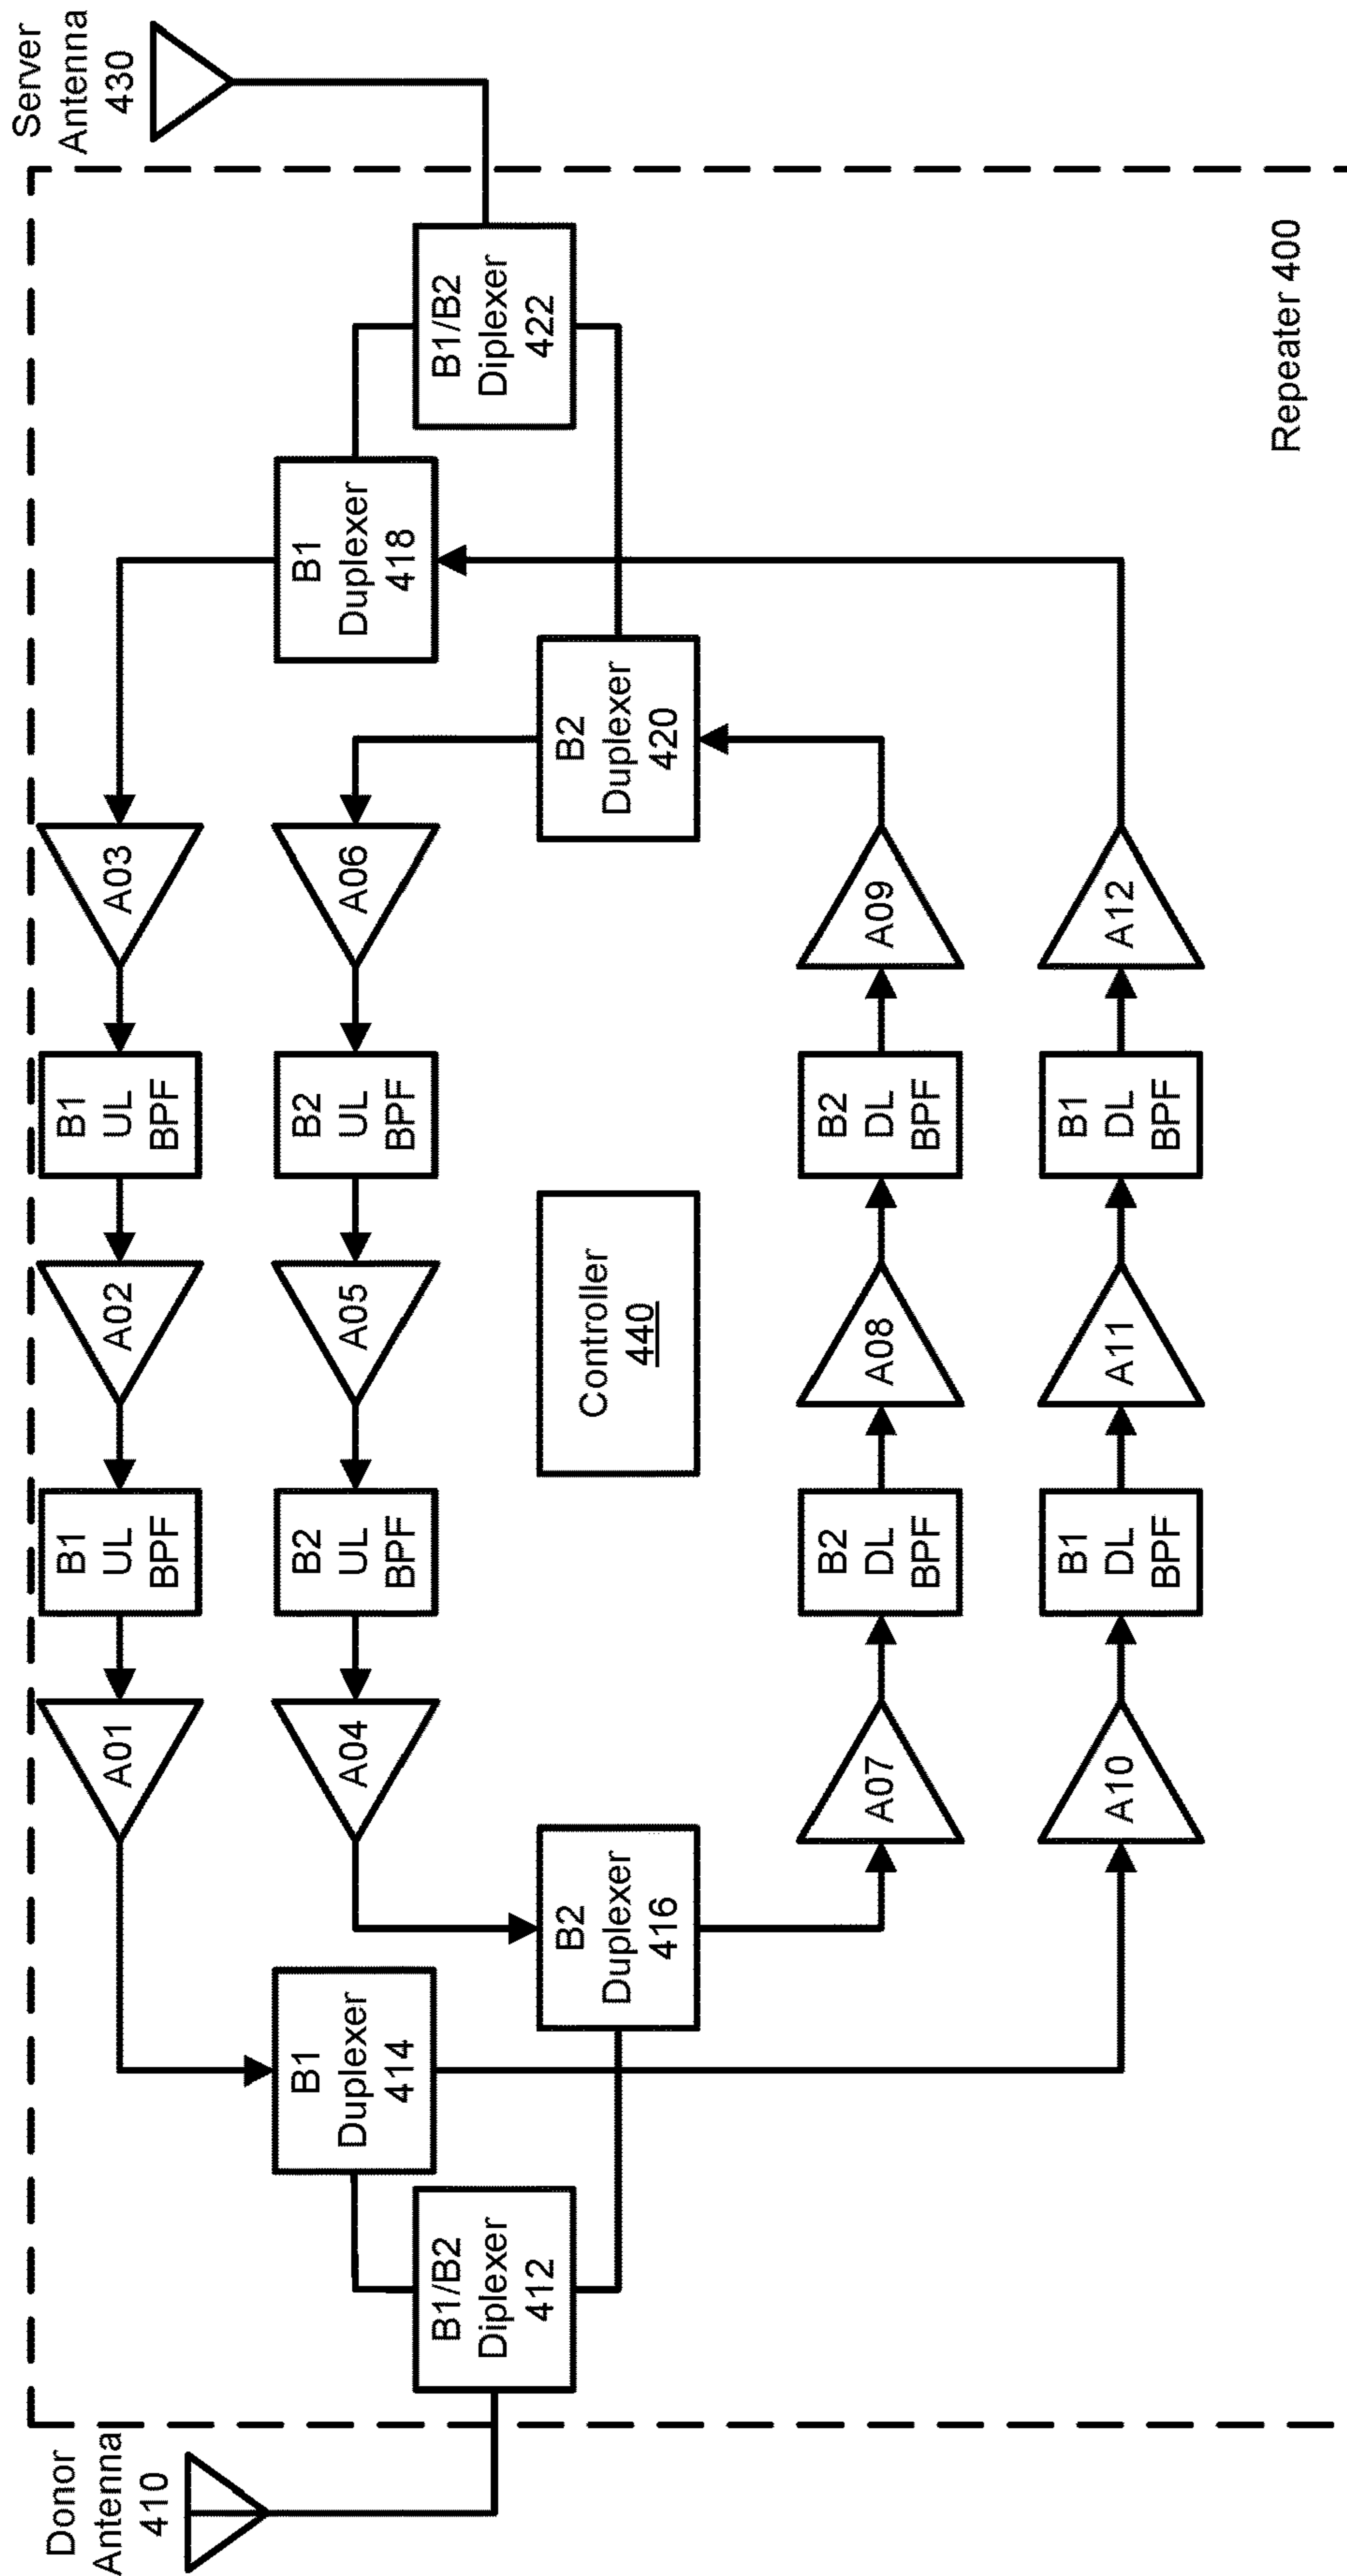 Donor
Antenna
410
Server
Antenna
430
A01
B1
UL
BPF
A02
B1
UL
BPF
A03
A04
B2
UL
BPF
A05
B2
UL
BPF
A06
B1
Duplexer
414
B1
Duplexer
418
B1/B2
Diplexer
412
B1/B2
Diplexer
422
B2
Duplexer
416
Controller
440
B2
Duplexer
420
A07
B2
DL
BPF
A08
B2
DL
BPF
A09
A10
B1
DL
BPF
A11
B1
DL
BPF
A12
Repeater 400